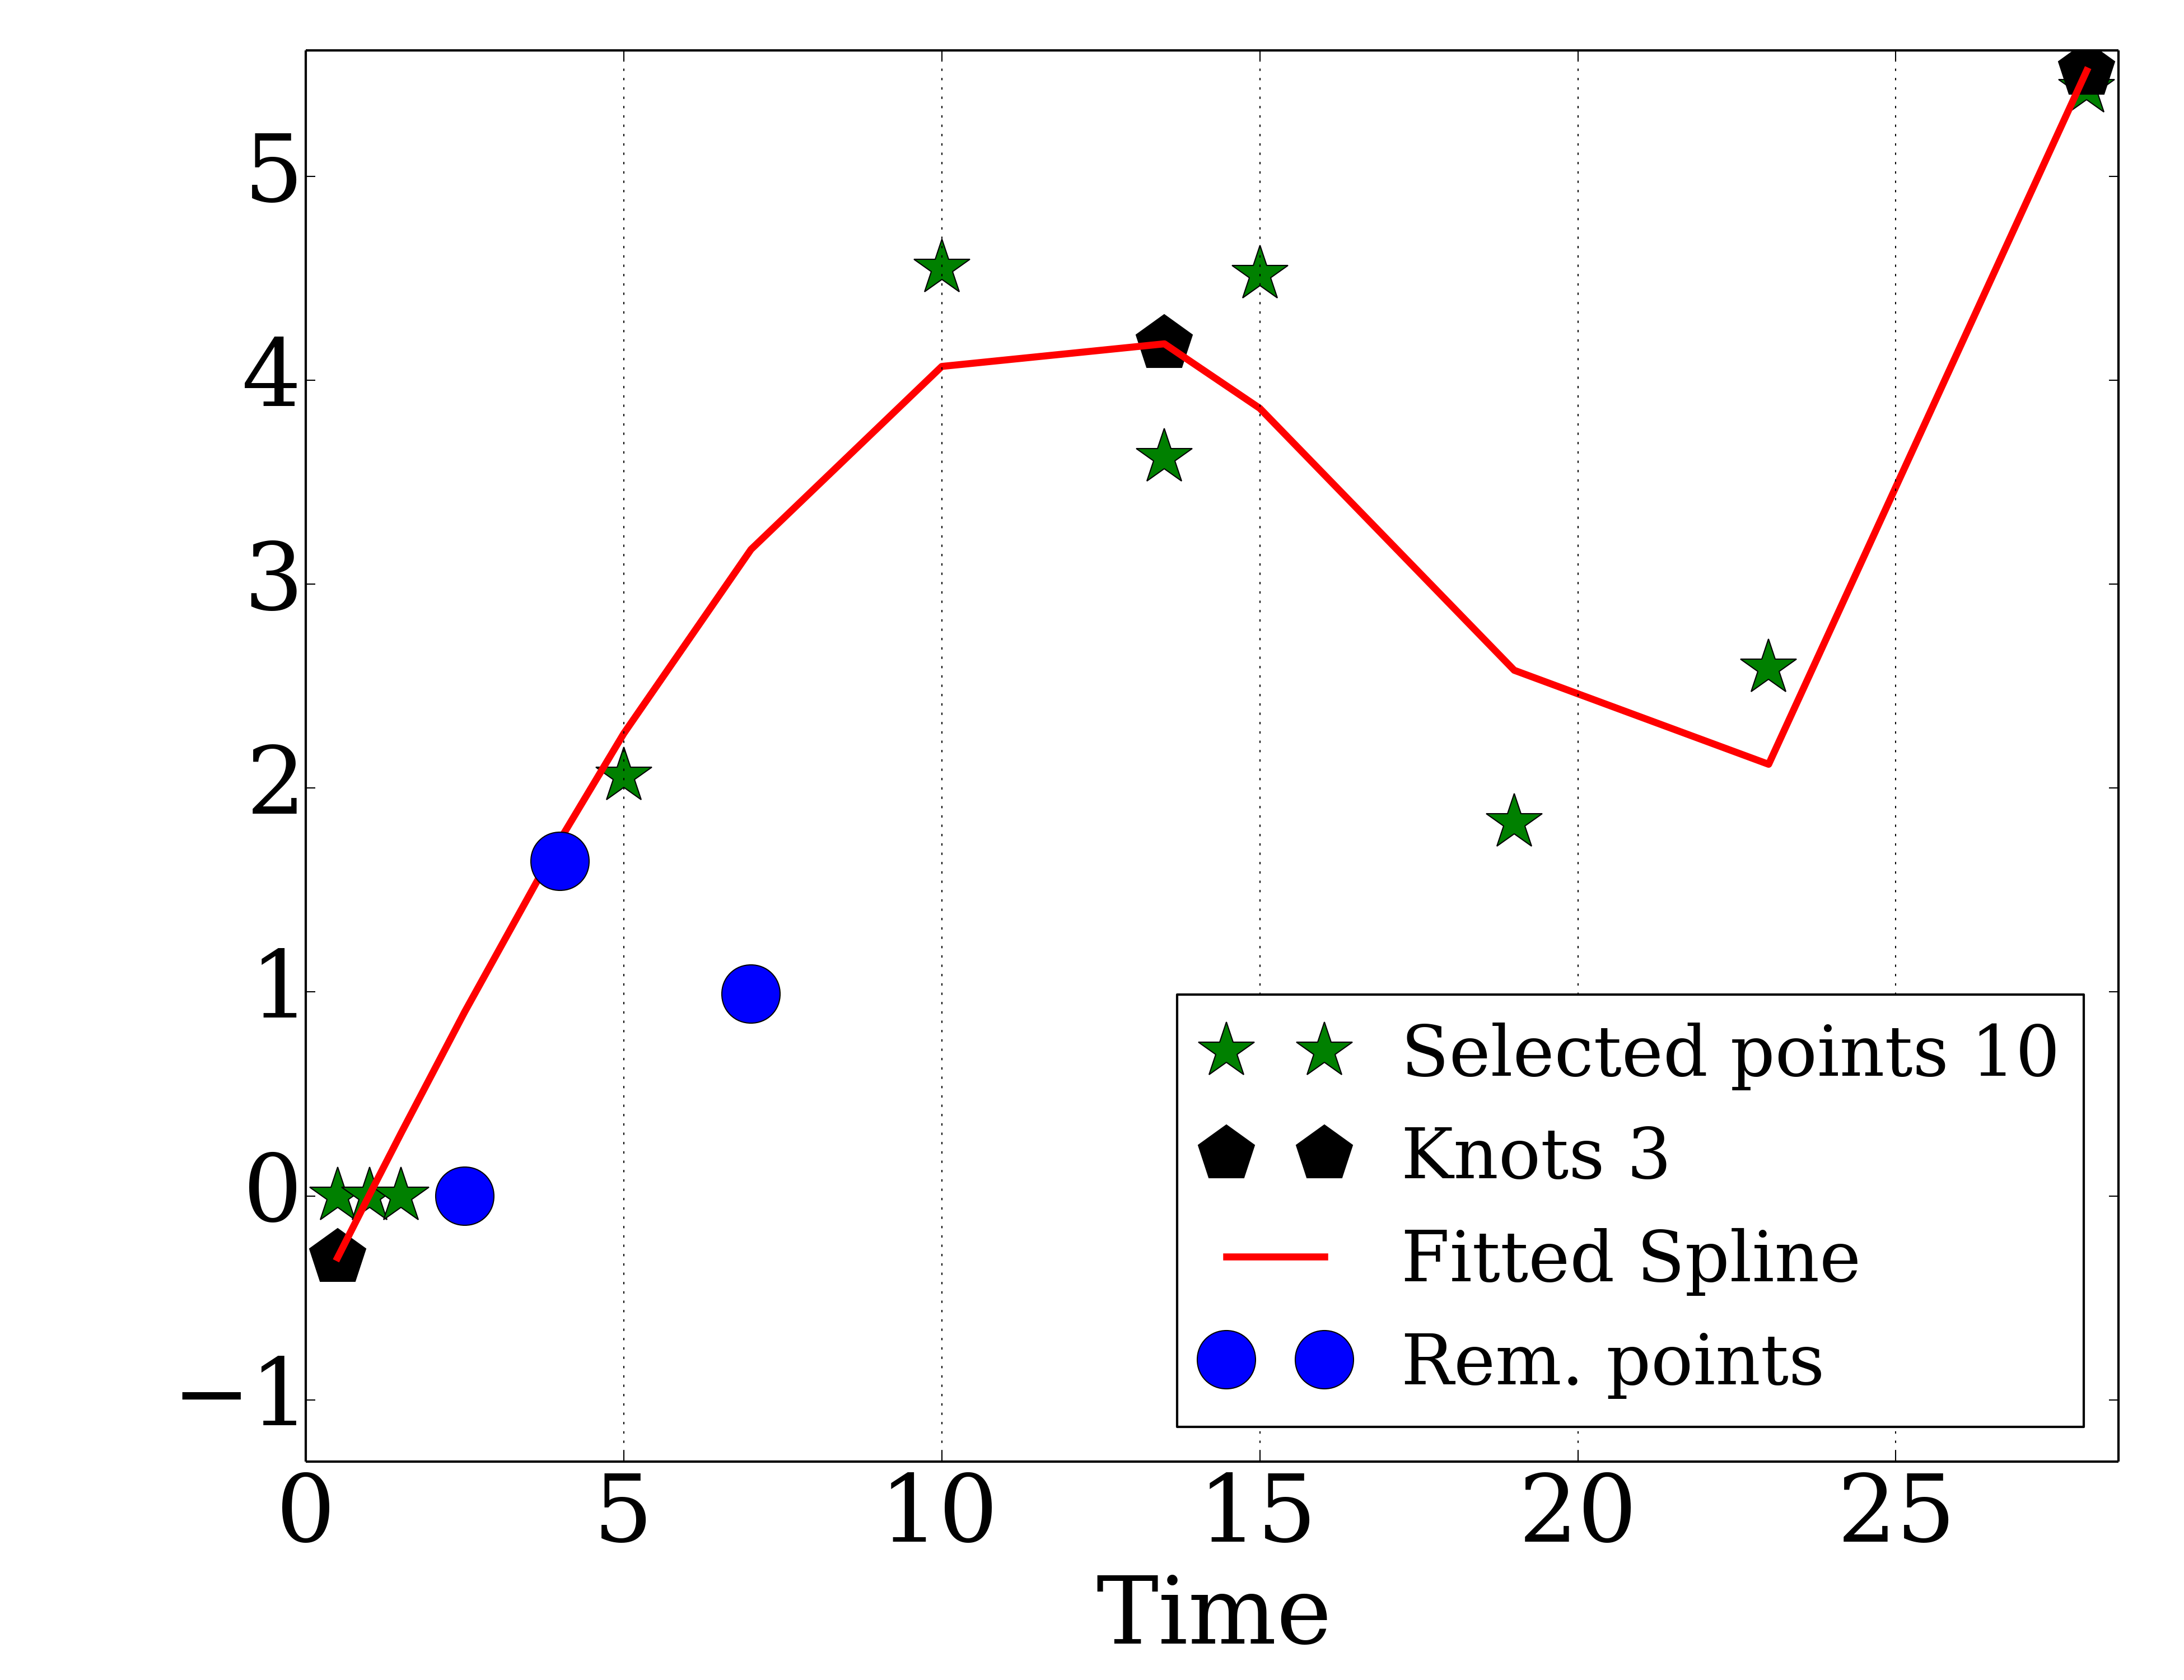 5
4
3
2
1
0
−1
Selected points 10
Knots 3
Fitted Spline
Rem. points
0 5 10 15 20 25
Time